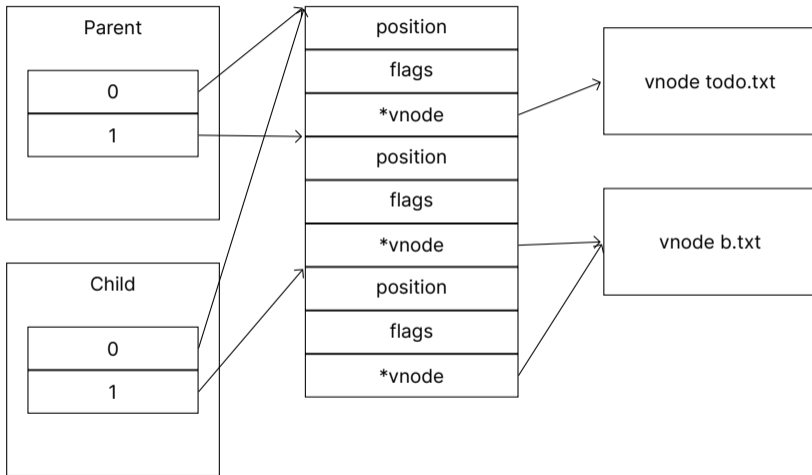 Parent
0
1
Child
0
1
position
flags
*vnode
position
flags
*vnode
position
flags
*vnode
vnode todo.txt
vnode b.txt